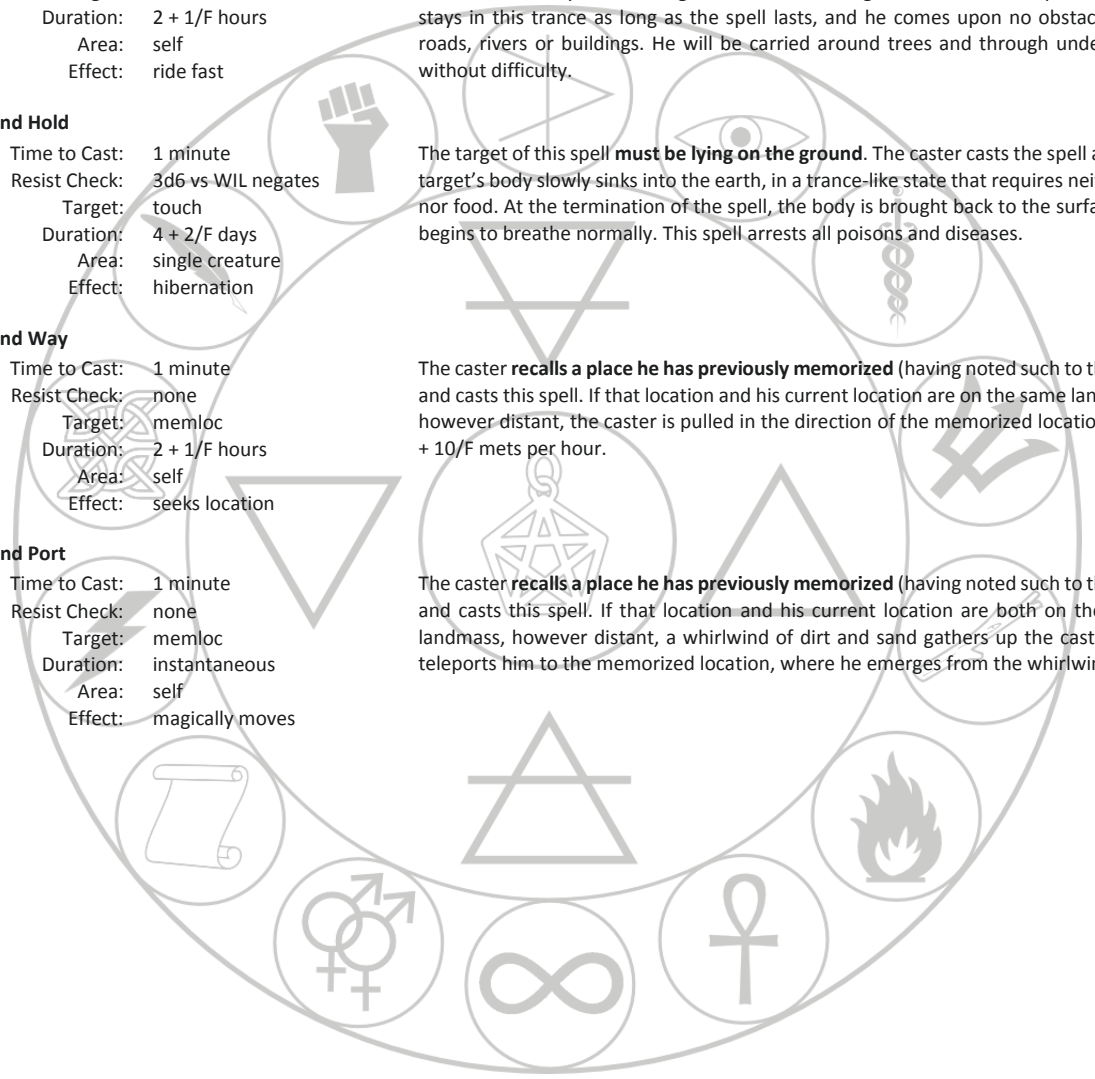 Duration: 2 + 1/F hours
Area: self
Effect: ride fast
stays in this trance as long as the spell lasts, and he comes upon no obstac
roads, rivers or buildings. He will be carried around trees and through unde
without difficulty.
nd Hold
Time to Cast: 1 minute
Resist Check: 3d6 vs WIL negates
Target: touch
Duration: 4 + 2/F days
Area: single creature
Effect: hibernation
The target of this spell must be lying on the ground. The caster casts the spell a
target's body slowly sinks into the earth, in a trance-like state that requires nei
nor food. At the termination of the spell, the body is brought back to the surfa
begins to breathe normally. This spell arrests all poisons and diseases.
nd Way
Time to Cast: 1 minute
Resist Check: none
Target: memloc
Duration: 2 + 1/F hours
Area: self
Effect: seeks location
The caster recalls a place he has previously memorized (having noted such to th
and casts this spell. If that location and his current location are on the same lan
however distant, the caster is pulled in the direction of the memorized locatio
+ 10/F mets per hour.
nd Port
Time to Cast: 1 minute
Resist Check: none
Target: memloc
Duration: instantaneous
Area: self
Effect: magically moves
The caster recalls a place he has previously memorized (having noted such to th
and casts this spell. If that location and his current location are both on the
landmass, however distant, a whirlwind of dirt and sand gathers up the cast
teleports him to the memorized location, where he emerges from the whirlwin